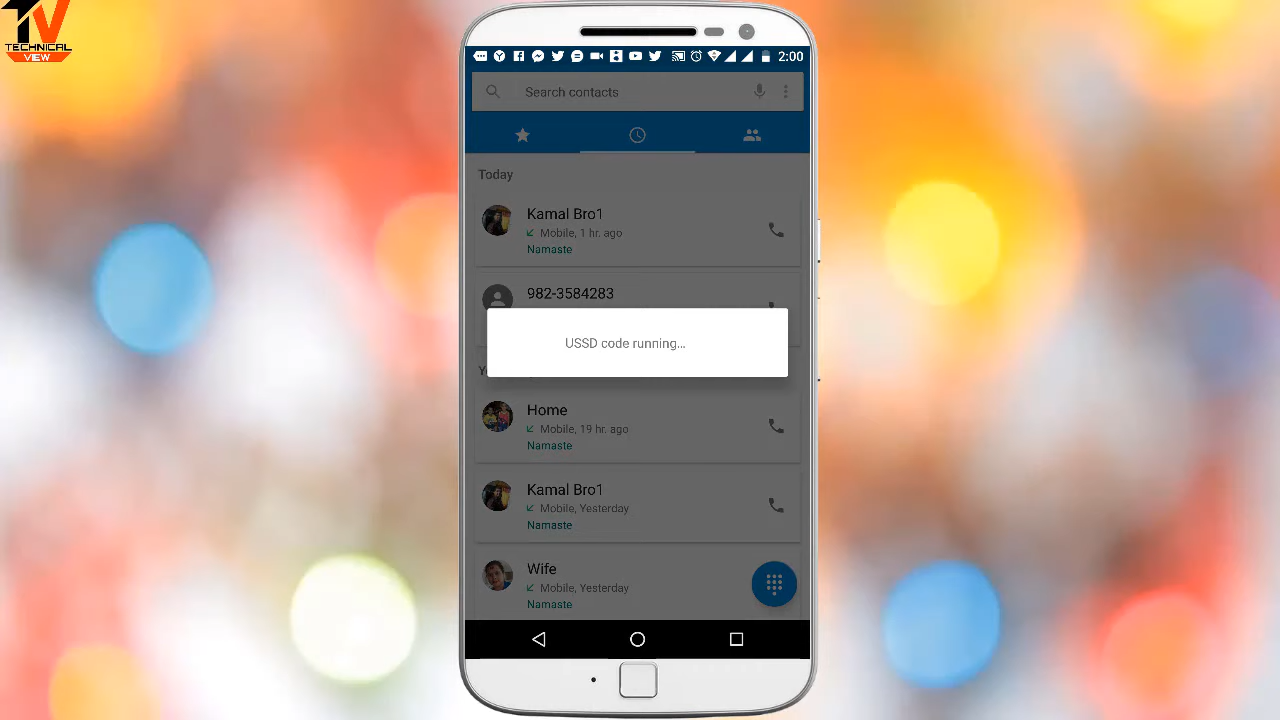 TV
TECHNICAL
VIEW
2:00
Search contacts
Today
Kamal Bro1
Mobile, 1 hr. ago
Namaste
982-3584283
USSD code running...
Y
Home
Mobile, 19 hr. ago
Namaste
Kamal Bro1
Mobile, Yesterday
Namaste
Wife
Mobile, Yesterday
Namaste